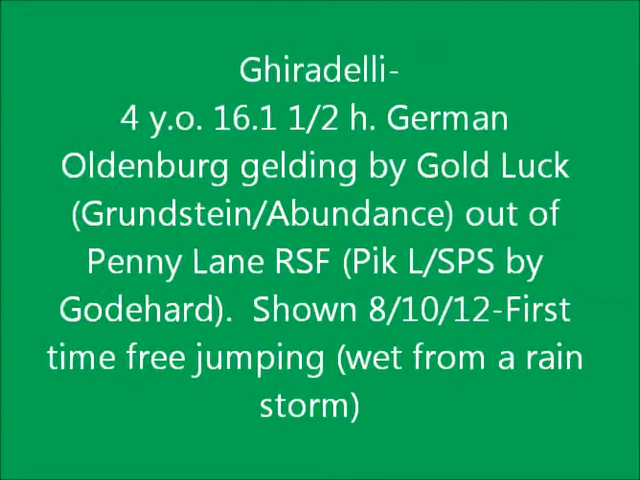 Ghiradelli-
4 y.o. 16.1 1/2 h. German
Oldenburg gelding by Gold Luck
(Grundstein/Abundance) out of
Penny Lane RSF (Pik L/SPS by
Godehard).  Shown 8/10/12-First
time free jumping (wet from a rain
storm)